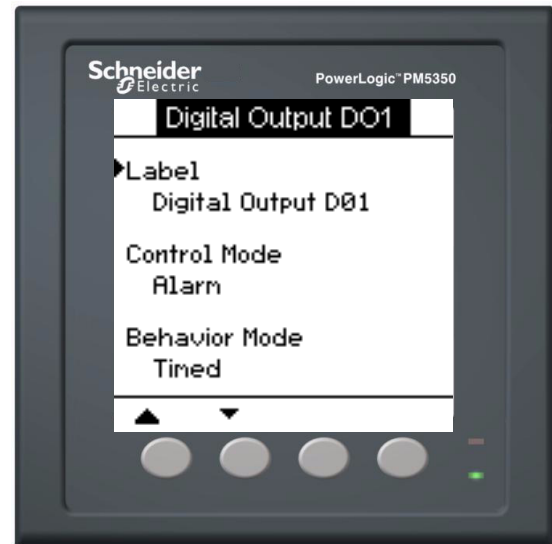 Schneider
Electric
PowerLogic™ PM5350
Digital Output DO1
Label
Digital Output D01
Control Mode
Alarm
Behavior Mode
Timed